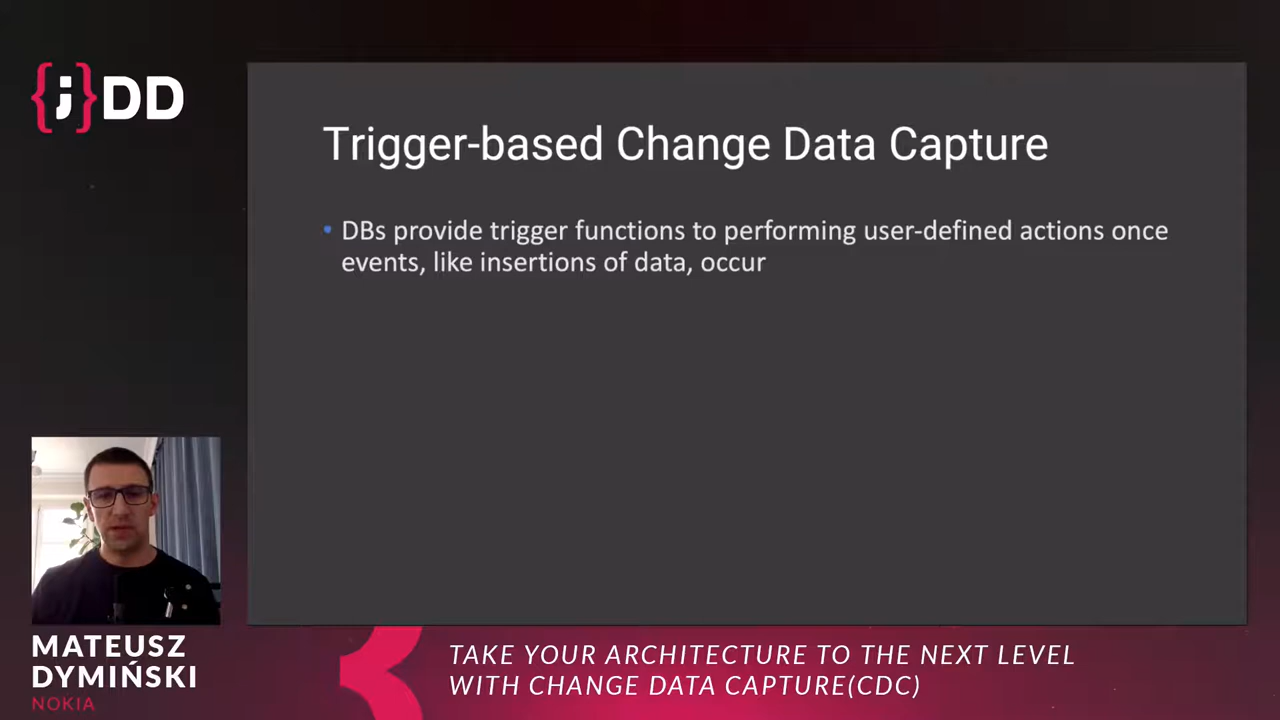 {;}DD
Trigger-based Change Data Capture
• DBs provide trigger functions to performing user-defined actions once
events, like insertions of data, occur
MATEUSZ
DYMIŃSKI
NOKIA
TAKE YOUR ARCHITECTURE TO THE NEXT LEVEL
WITH CHANGE DATA CAPTURE(CDC)